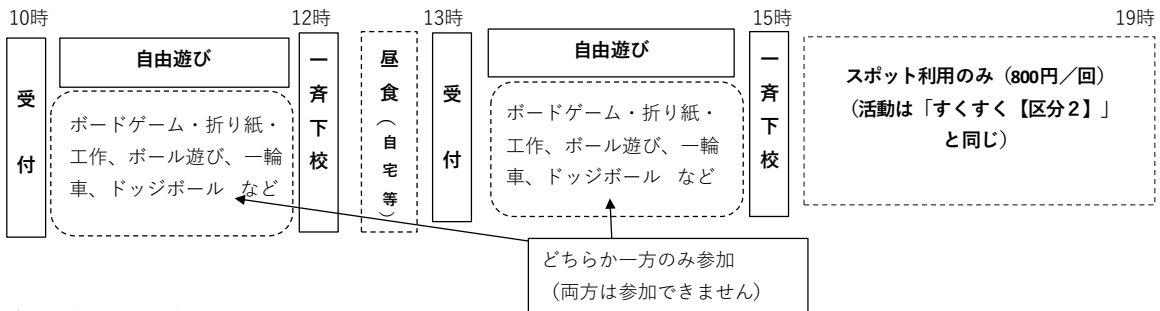 10時
12時
13時
15時
19時
受付
自由遊び
ボードゲーム・折り紙・
工作、ボール遊び、一輪
車、ドッジボール など
一斉下校
昼食（自宅等）
受付
自由遊び
ボードゲーム・折り紙・
工作、ボール遊び、一輪
車、ドッジボール など
一斉下校
スポット利用のみ（800円／回）
（活動は「すくすく【区分２】」
と同じ）
どちらか一方のみ参加
（両方は参加できません）